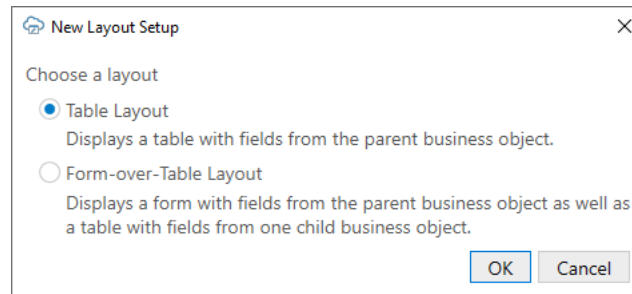 New Layout Setup
Choose a layout
Table Layout
Displays a table with fields from the parent business object.
Form-over-Table Layout
Displays a form with fields from the parent business object as well as
a table with fields from one child business object.
OK Cancel